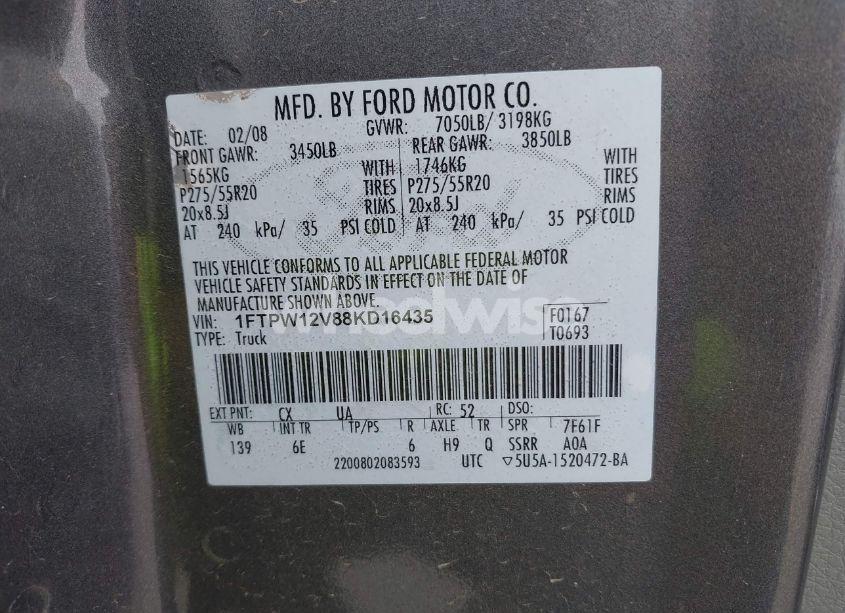 MFD. BY FORD MOTOR CO.
DATE: 02/08 GVWR: 7050LB/ 3198KG
FRONT GAWR: 3450LB REAR GAWR: 3850LB
1565KG WITH 1746KG WITH
P275/55R20 TIRES P275/55R20 TIRES
20x8.5J RIMS 20x8.5J RIMS
AT 240 kPa/ 35 PSI COLD AT 240 kPa/ 35 PSI COLD
THIS VEHICLE CONFORMS TO ALL APPLICABLE FEDERAL MOTOR
VEHICLE SAFETY STANDARDS IN EFFECT ON THE DATE OF
MANUFACTURE SHOWN ABOVE.
VIN: 1FTPW12V88KD16435 F0167
TYPE: Truck T0693
wheelwise
EXT PNT: CX UA RC: 52 DSO:
WB INT TR TP/PS R AXLE TR SPR 7F61F
139 6E 6 H9 Q SSRR AOA
2200802083593 UTC ▽5U5A-1520472-BA